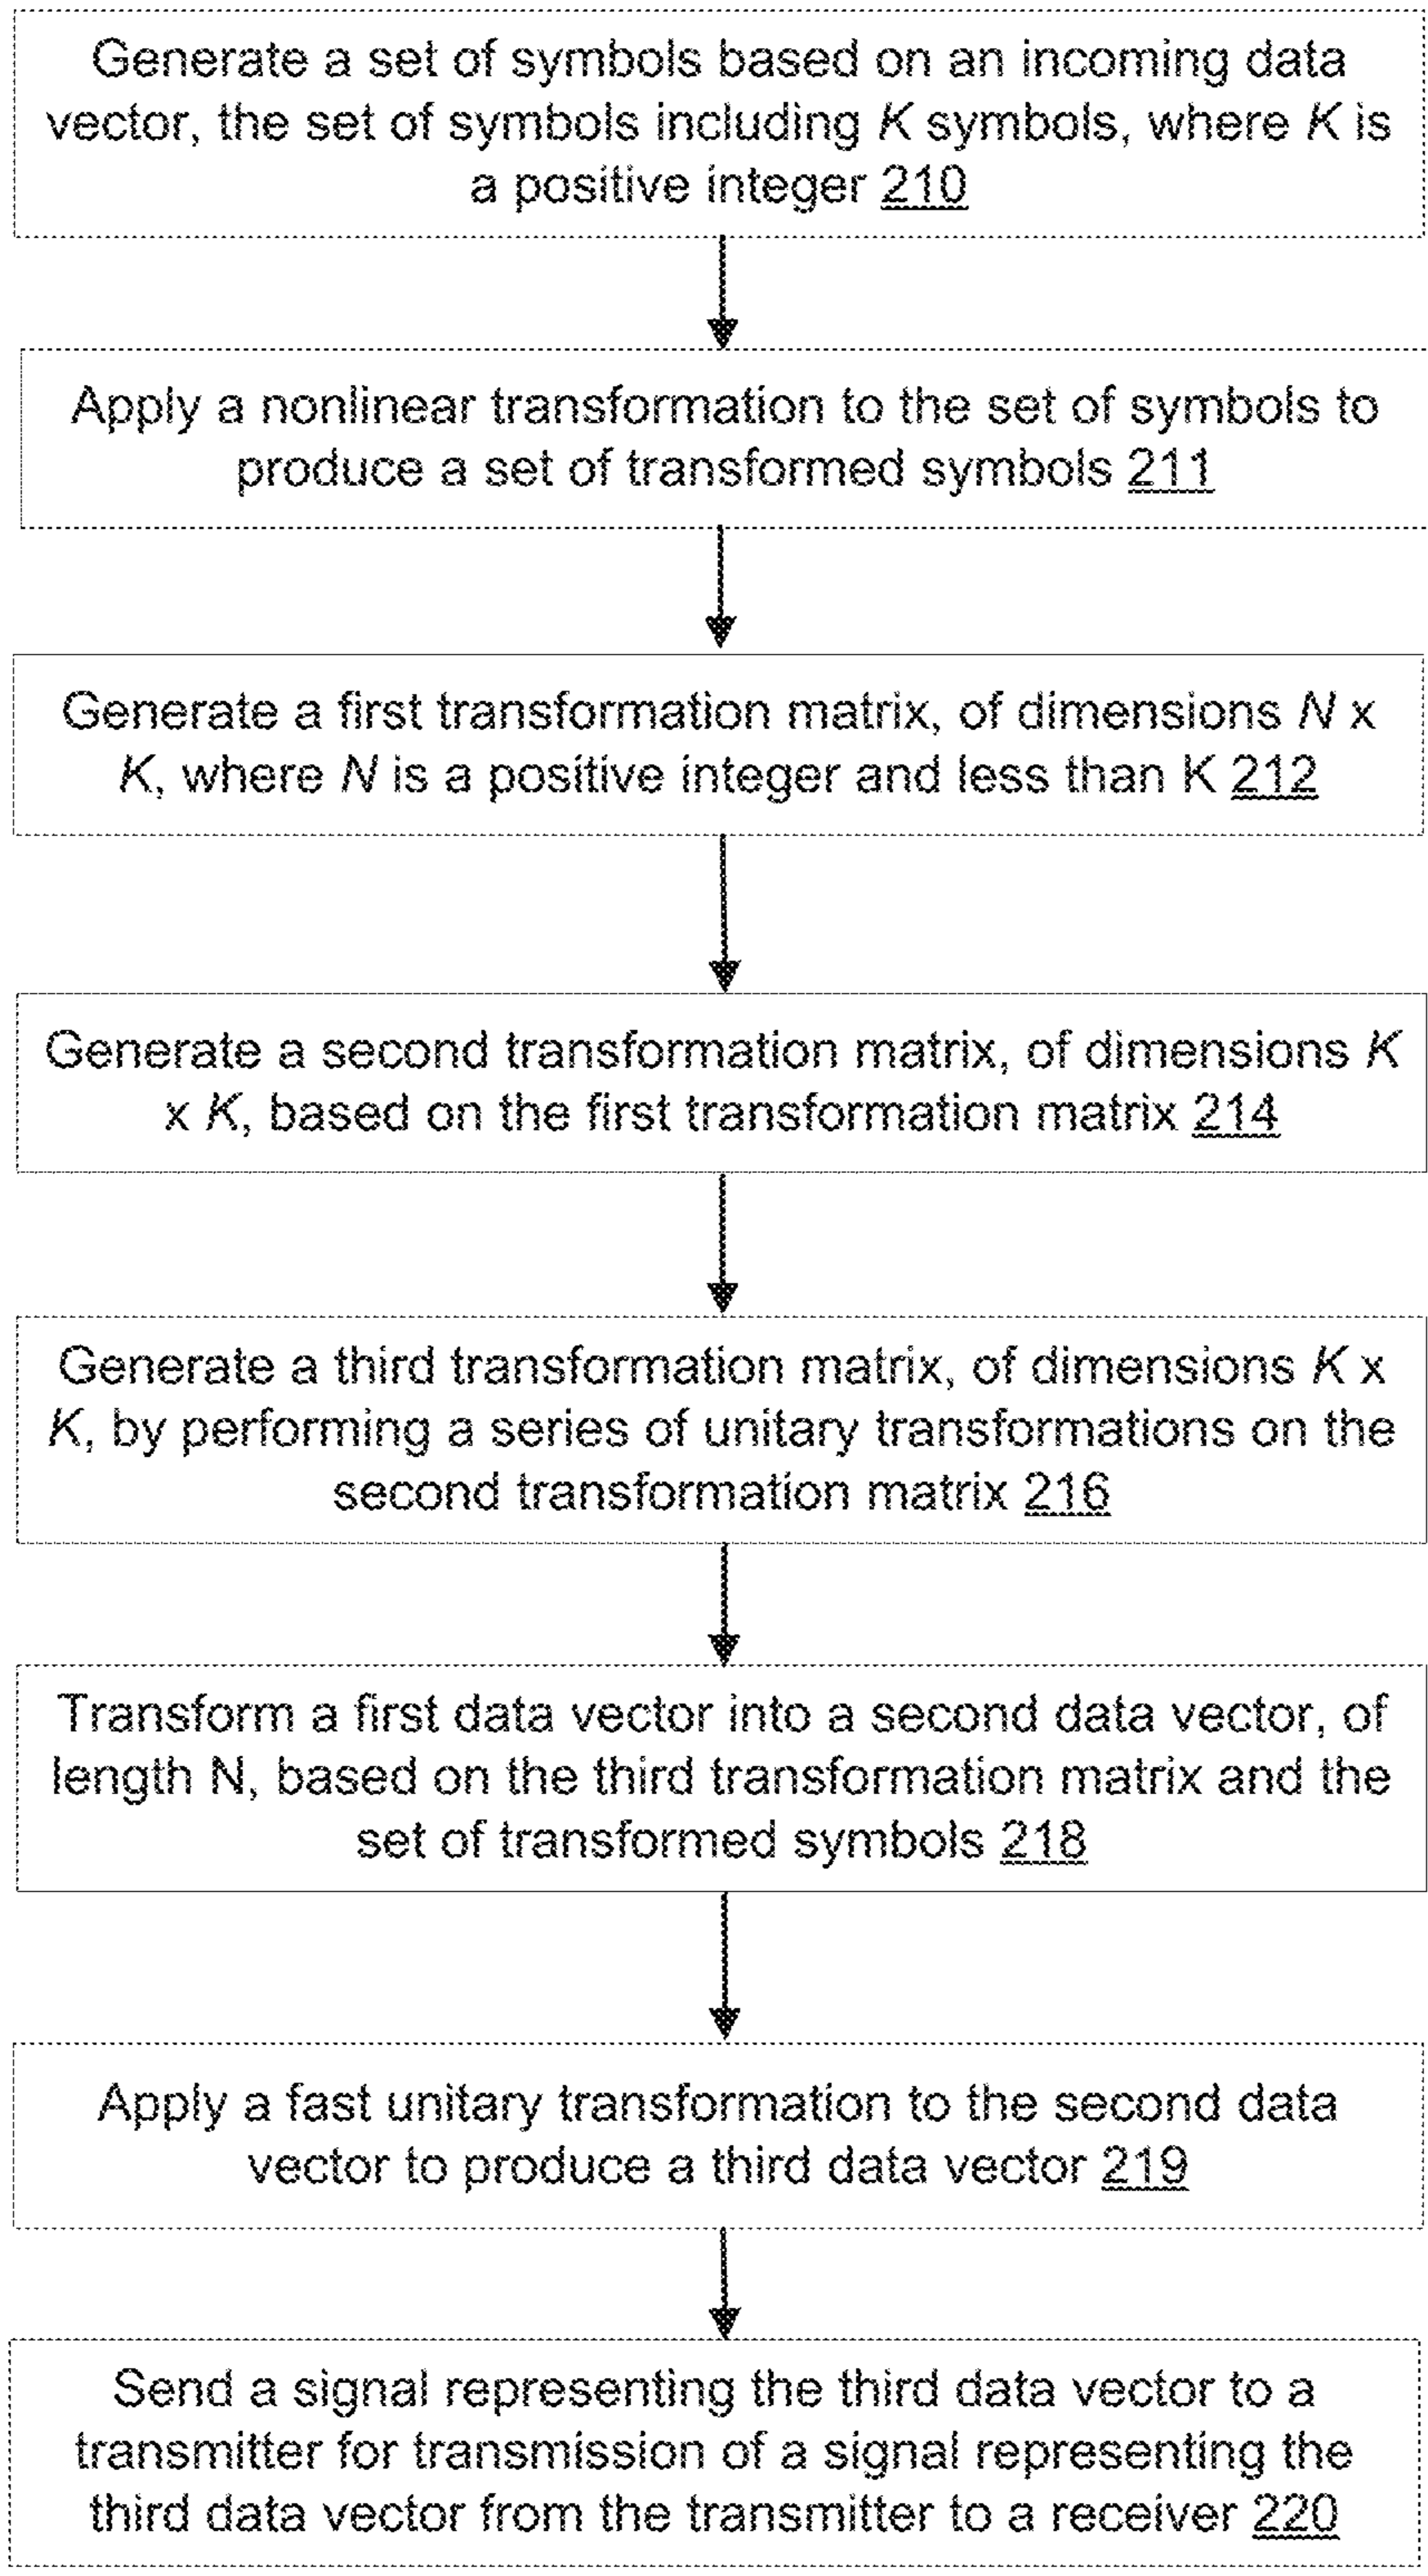 Generate a set of symbols based on an incoming data
vector, the set of symbols including K symbols, where K is
a positive integer 210
Apply a nonlinear transformation to the set of symbols to
produce a set of transformed symbols 211
Generate a first transformation matrix, of dimensions N x
K, where N is a positive integer and less than K 212
Generate a second transformation matrix, of dimensions K
x K, based on the first transformation matrix 214
Generate a third transformation matrix, of dimensions K x
K, by performing a series of unitary transformations on the
second transformation matrix 216
Transform a first data vector into a second data vector, of
length N, based on the third transformation matrix and the
set of transformed symbols 218
Apply a fast unitary transformation to the second data
vector to produce a third data vector 219
Send a signal representing the third data vector to a
transmitter for transmission of a signal representing the
third data vector from the transmitter to a receiver 220